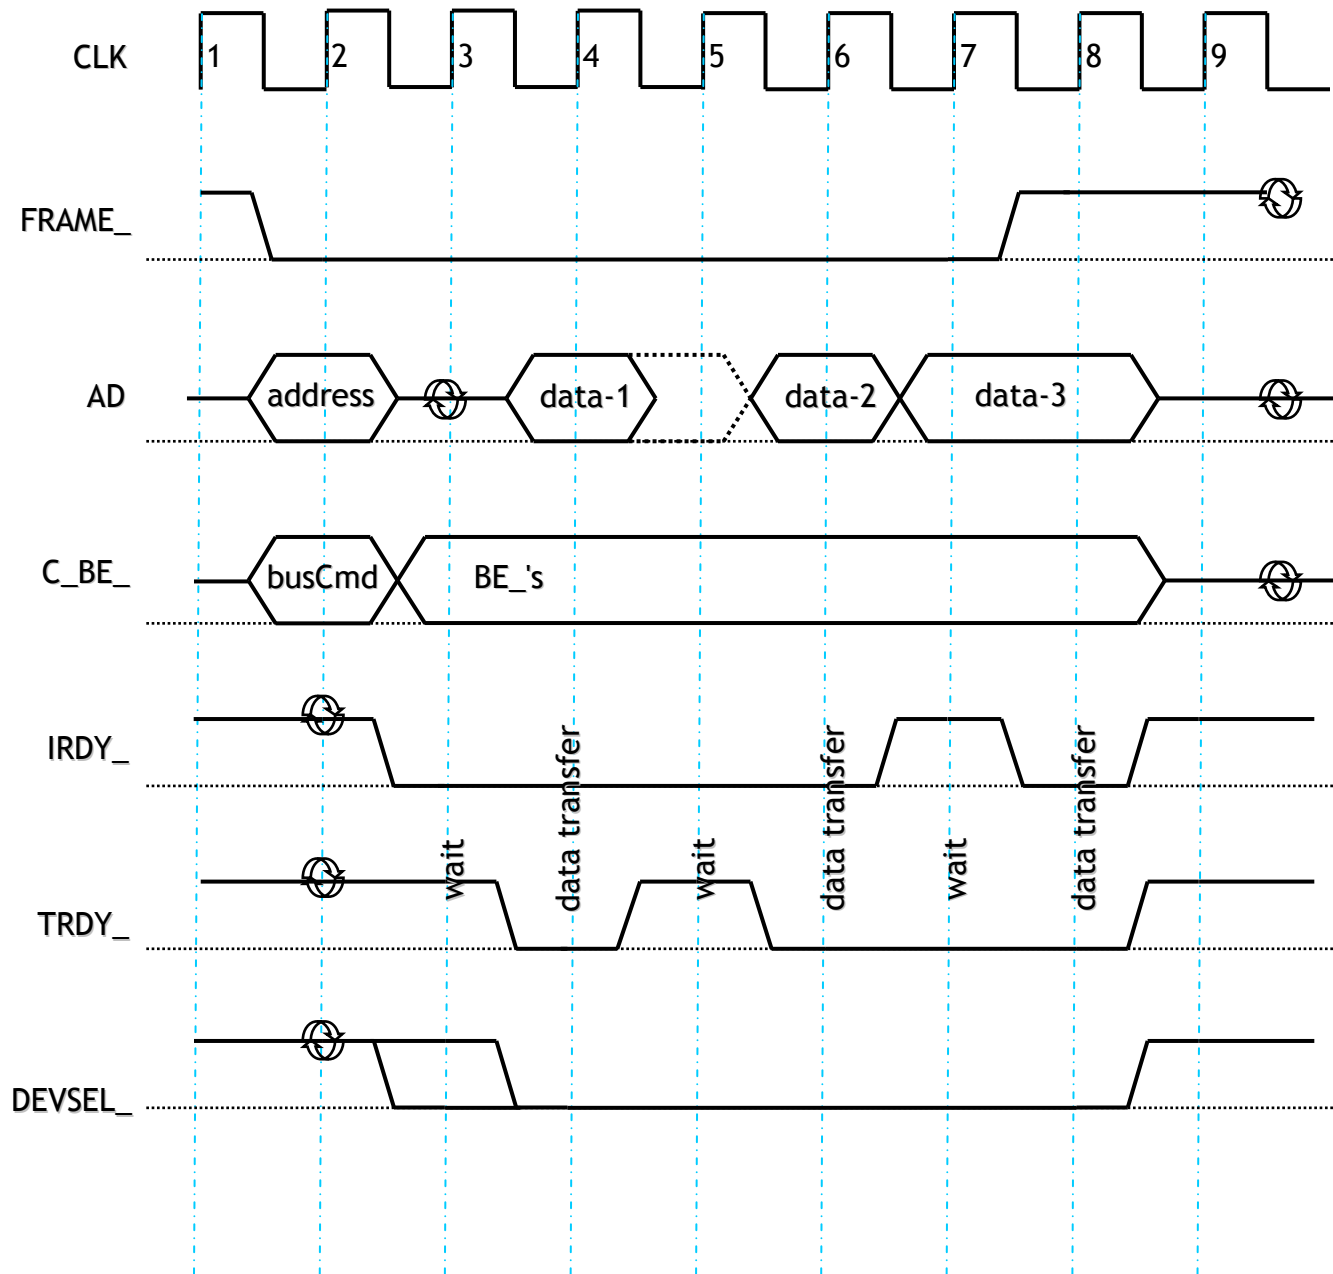 CLK
1 2 3 4 5 6 7 8 9
FRAME_
AD
address data-1 data-2 data-3
C_BE_
busCmd BE_'s
IRDY_
wait
data transfer
wait
data transfer
wait
data transfer
TRDY_
DEVSEL_